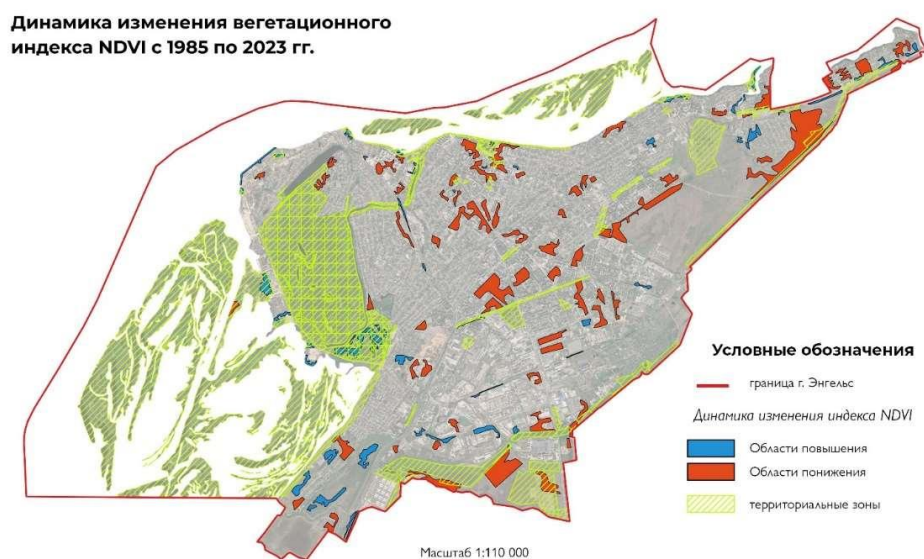 Динамика изменения вегетационного
индекса NDVI с 1985 по 2023 гг.
Условные обозначения
граница г. Энгельс
Динамика изменения индекса NDVI
Области повышения
Области понижения
территориальные зоны
Масштаб 1:110 000